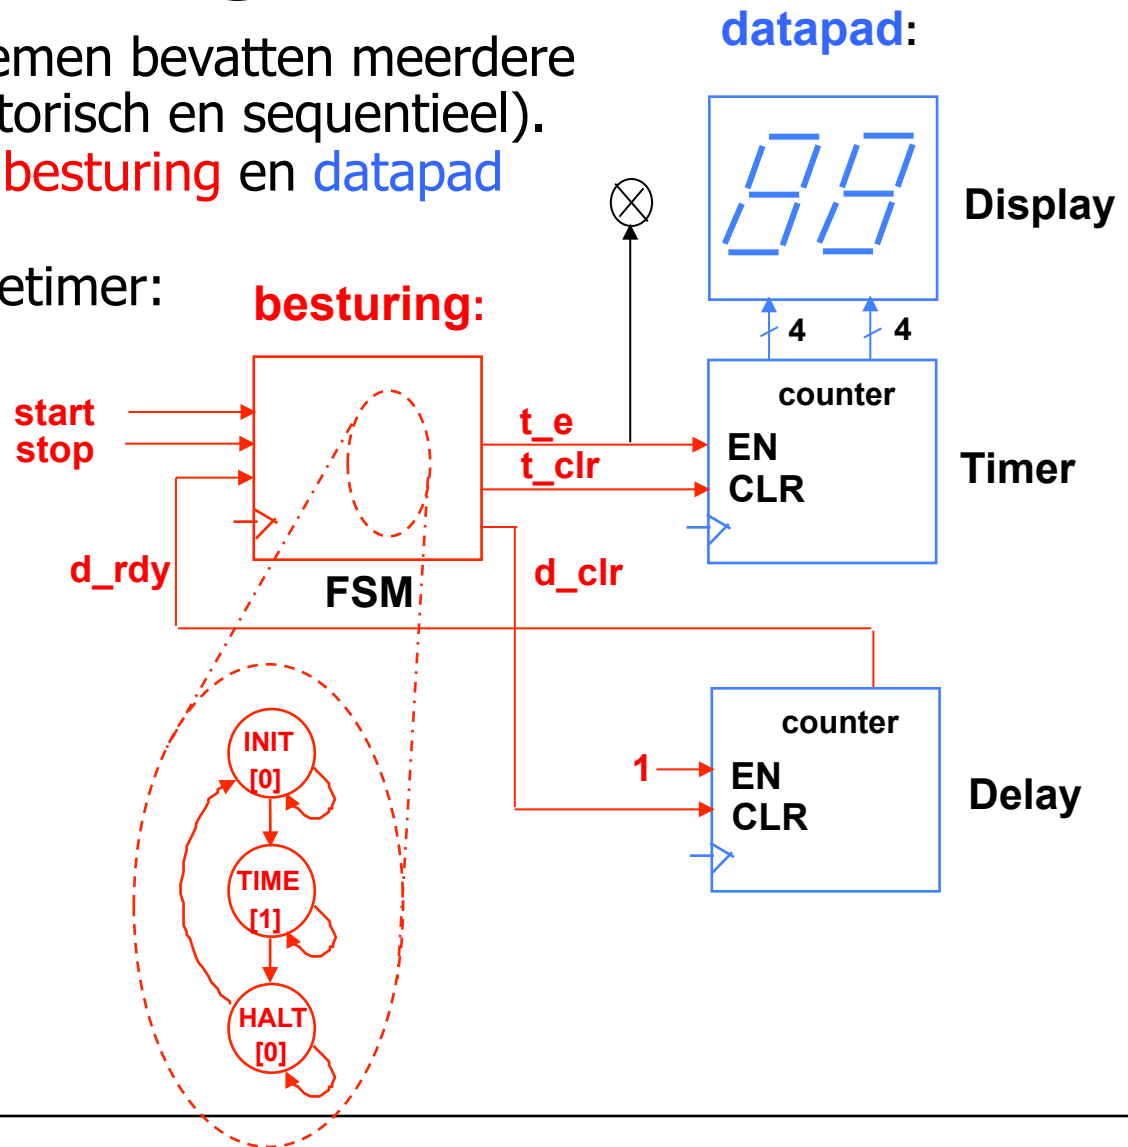 emen bevatten meerdere
torisch en sequentieel).
besturing en datapad
etimer:
datapad:
Display
besturing:
4
4
start
stop
t_e
t_clr
counter
EN
CLR
Timer
d_rdy
FSM
d_clr
counter
1
EN
CLR
Delay
INIT
[0]
TIME
[1]
HALT
[0]